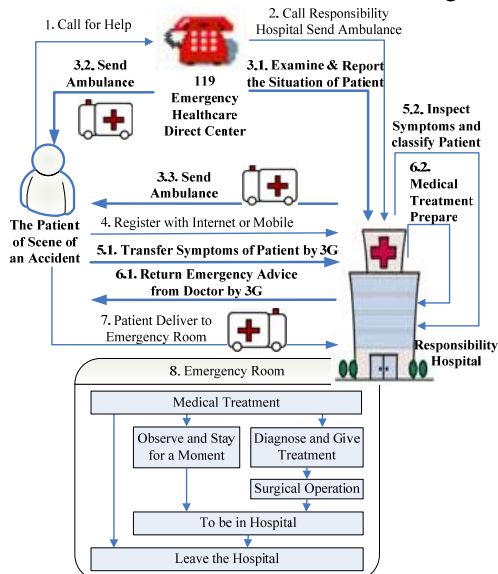 1. Call for Help
2. Call Responsibility
Hospital Send Ambulance
3.2. Send
Ambulance
119
Emergency
Healthcare
Direct Center
3.1. Examine & Report
the Situation of Patient
5.2. Inspect
Symptoms and
classify Patient
6.2.
Medical
Treatment
Prepare
3.3. Send
Ambulance
The Patient
of Scene of
an Accident
4. Register with Internet or Mobile
5.1. Transfer Symptoms of Patient by 3G
6.1. Return Emergency Advice
from Doctor by 3G
7. Patient Deliver to
Emergency Room
Responsibility
Hospital
8. Emergency Room
Medical Treatment
Observe and Stay
for a Moment
Diagnose and Give
Treatment
Surgical Operation
To be in Hospital
Leave the Hospital